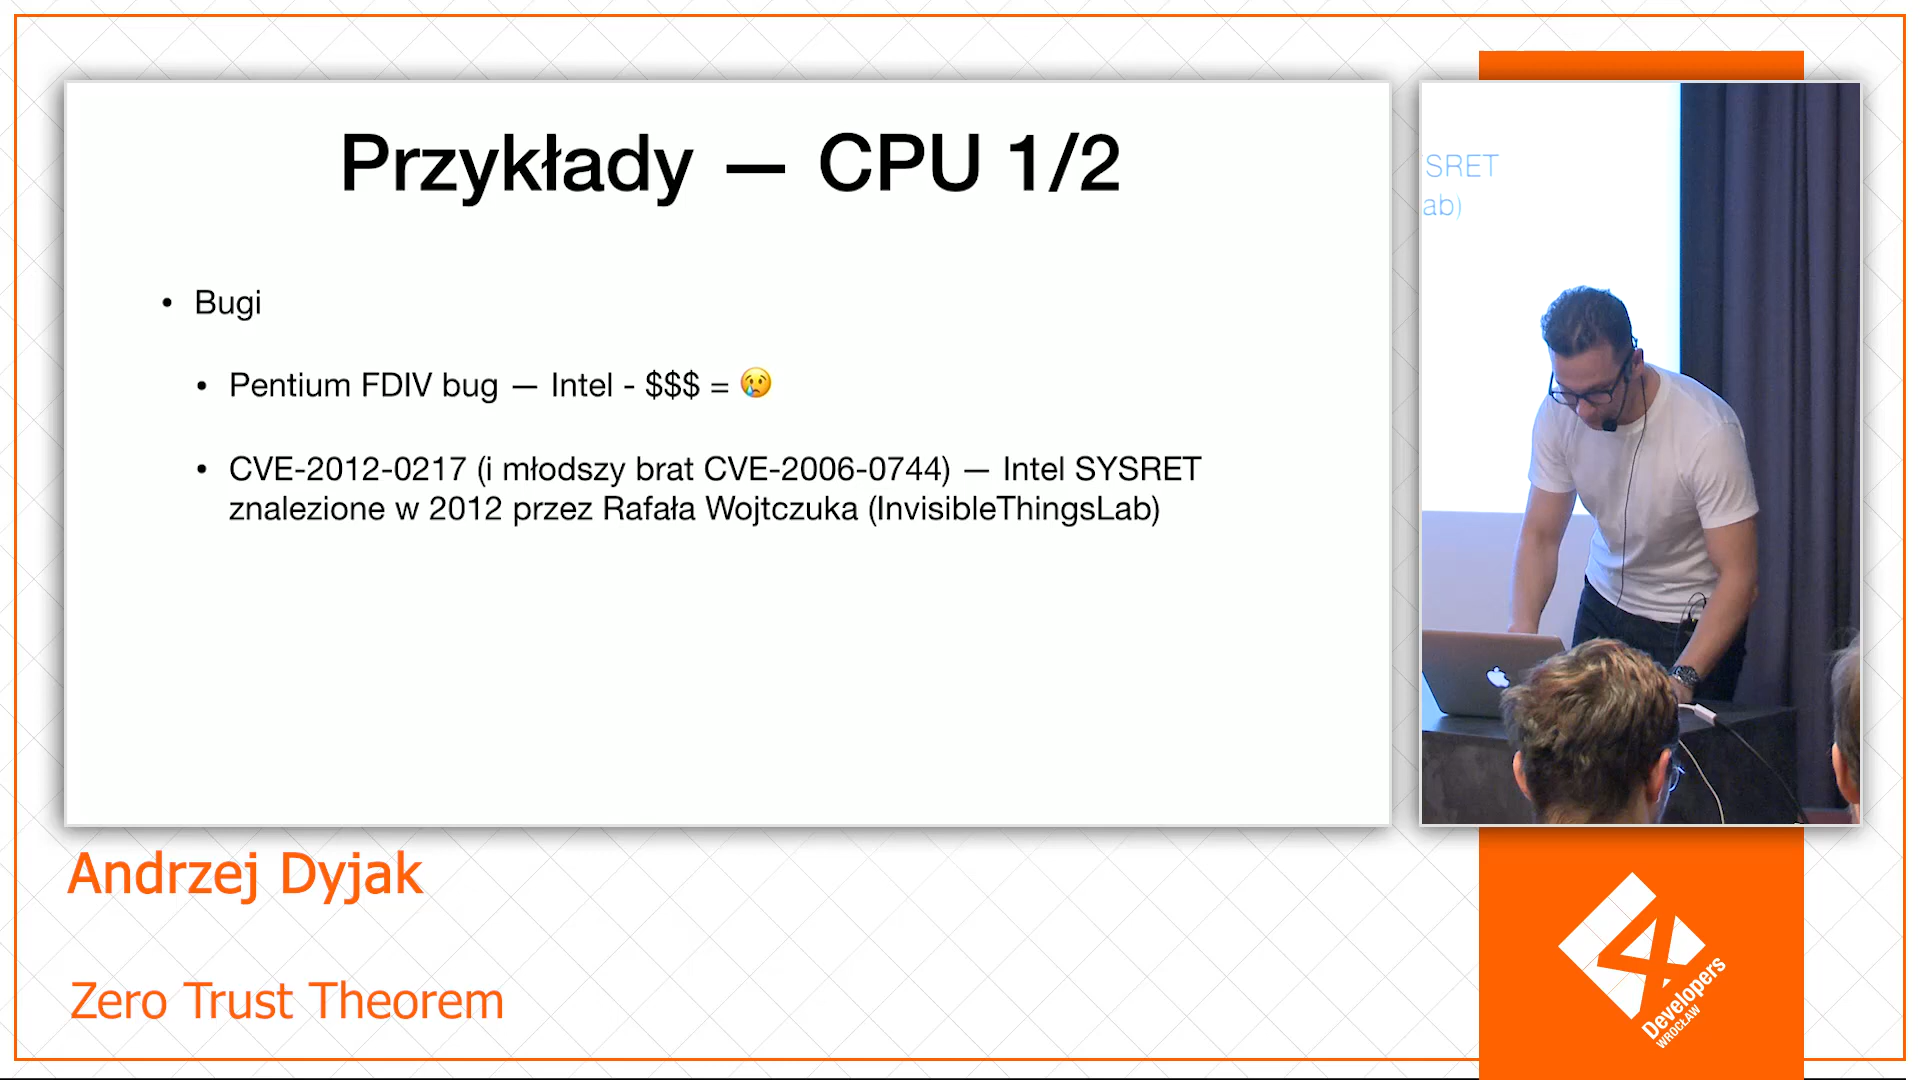 Przykłady — CPU 1/2
• Bugi
• Pentium FDIV bug — Intel - $$$ = 😢
• CVE-2012-0217 (i młodszy brat CVE-2006-0744) — Intel SYSRET
znalezione w 2012 przez Rafała Wojtczuka (InvisibleThingsLab)
SRET
ab)
Andrzej Dyjak
Zero Trust Theorem
4
Developers
WROCŁAW